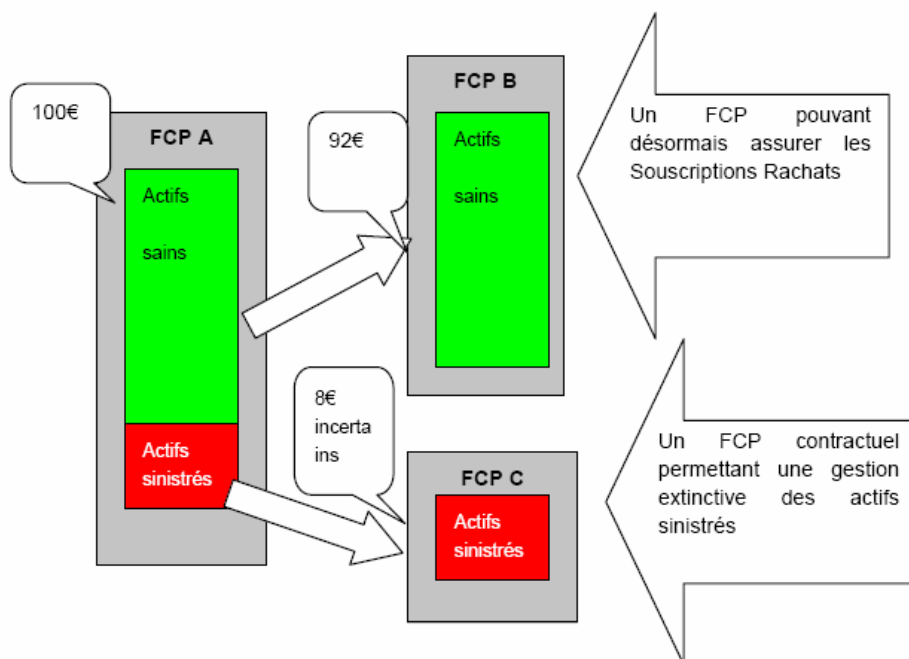 100€
FCP A
Actifs
sains
Actifs
sinistrés
92€
FCP B
Actifs
sains
Un FCP pouvant
désormais assurer les
Souscriptions Rachats
8€
incerta
ins
FCP C
Actifs
sinistrés
Un FCP contractuel
permettant une gestion
extinctive des actifs
sinistrés